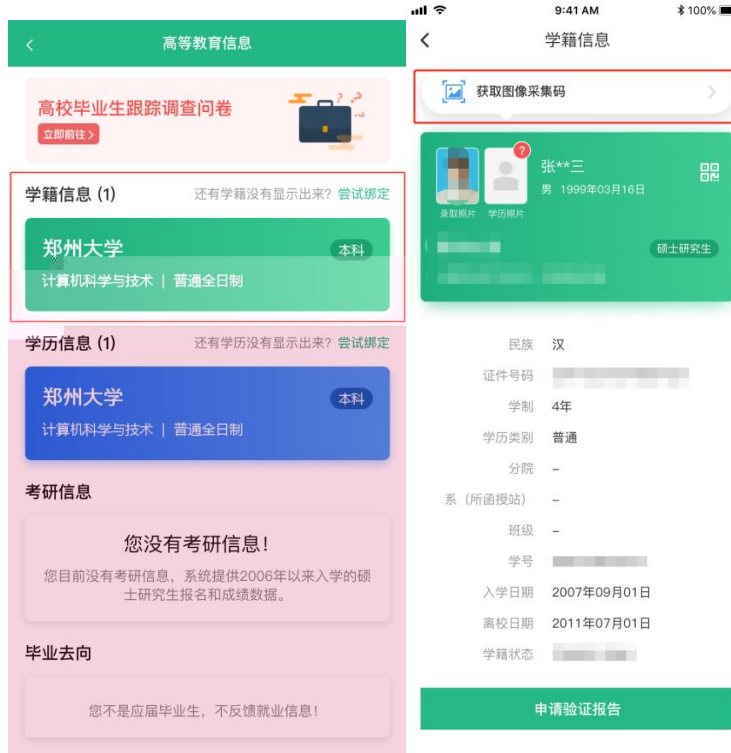 高等教育信息
高校毕业生跟踪调查问卷
立即前往>
学籍信息 (1) 还有学籍没有显示出来? 尝试绑定
郑州大学 本科
计算机科学与技术 | 普通全日制
学历信息 (1) 还有学历没有显示出来? 尝试绑定
郑州大学 本科
计算机科学与技术 | 普通全日制
考研信息
您没有考研信息!
您目前没有考研信息, 系统提供2006年以来入学的硕
士研究生报名和成绩数据。
毕业去向
您不是应届毕业生, 不反馈就业信息!
9:41 AM 100%
学籍信息
获取图像采集码
张**三
男 1999年03月16日
录取照片 学历照片
硕士研究生
民族 汉
证件号码
学制 4年
学历类别 普通
分院 –
系 (所函授站) –
班级 –
学号
入学日期 2007年09月01日
离校日期 2011年07月01日
学籍状态
申请验证报告